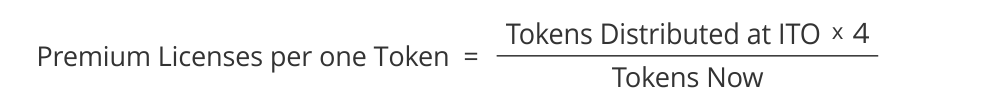 Premium Licenses per one Token = Tokens Distributed at ITO × 4
Tokens Now